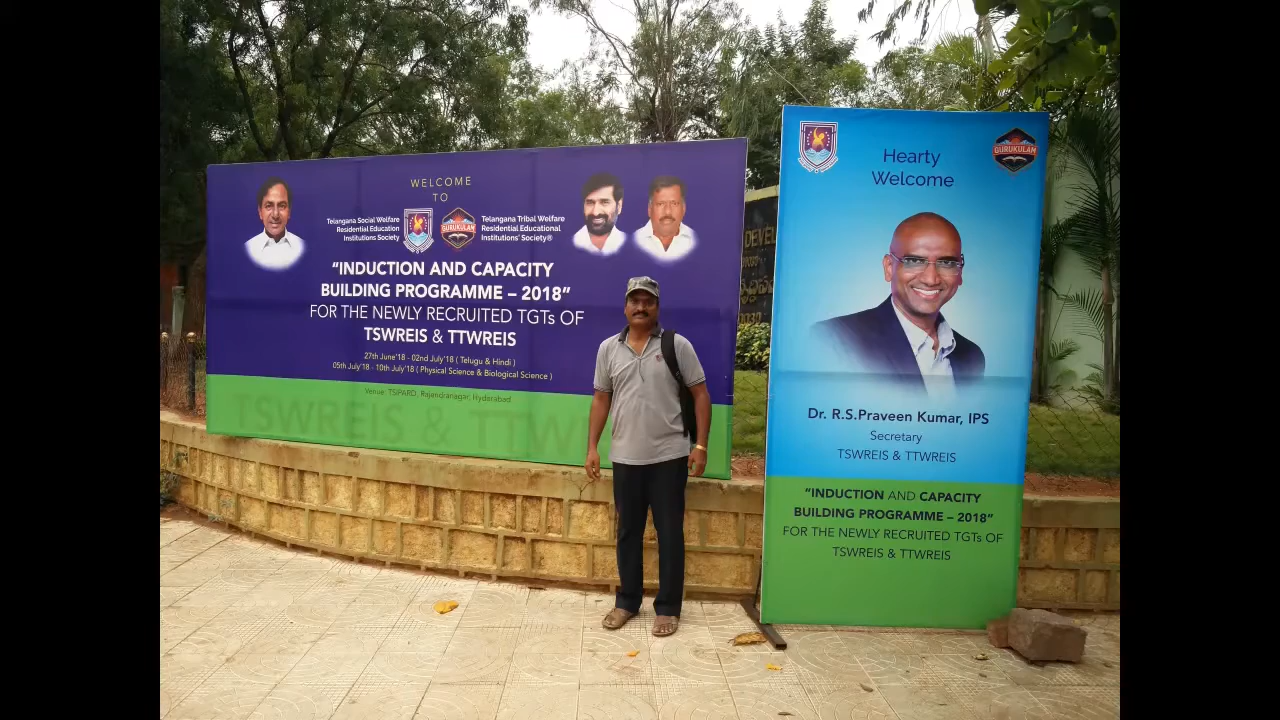 WELCOME
TO
Telangana Social Welfare
Residential Education
Institutions Society
GURUKULAM
Telangana Tribal Welfare
Residential Educational
Institutions' Society®
"INDUCTION AND CAPACITY
BUILDING PROGRAMME – 2018"
FOR THE NEWLY RECRUITED TGTs OF
TSWREIS & TTWREIS
27th June'18 - 02nd July'18 ( Telugu & Hindi )
05th July'18 - 10th July'18 ( Physical Science & Biological Science )
Venue: TSIPARD, Rajendranagar, Hyderabad
TSWREIS & TTW
DEVEL
GURUKULAM
Hearty
Welcome
Dr. R.S.Praveen Kumar, IPS
Secretary
TSWREIS & TTWREIS
"INDUCTION AND CAPACITY
BUILDING PROGRAMME – 2018"
FOR THE NEWLY RECRUITED TGTs OF
TSWREIS & TTWREIS